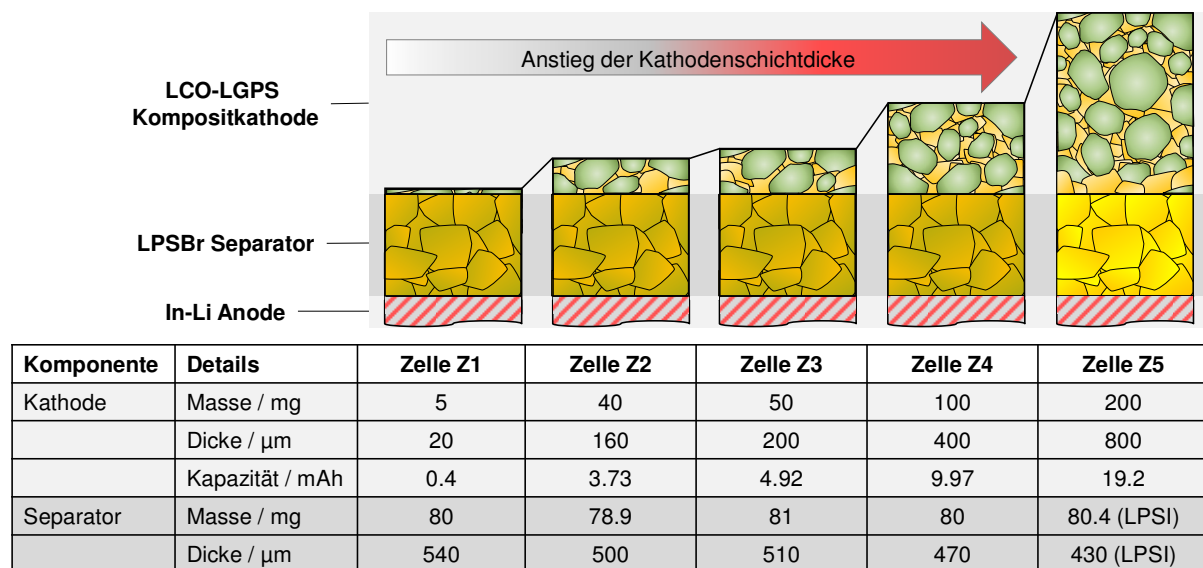 Anstieg der Kathodenschichtdicke
LCO-LGPS
Kompositkathode
LPSBr Separator
In-Li Anode
Komponente Details Zelle Z1 Zelle Z2 Zelle Z3 Zelle Z4 Zelle Z5
Kathode Masse / mg 5 40 50 100 200
Dicke / µm 20 160 200 400 800
Kapazität / mAh 0.4 3.73 4.92 9.97 19.2
Separator Masse / mg 80 78.9 81 80 80.4 (LPSI)
Dicke / µm 540 500 510 470 430 (LPSI)